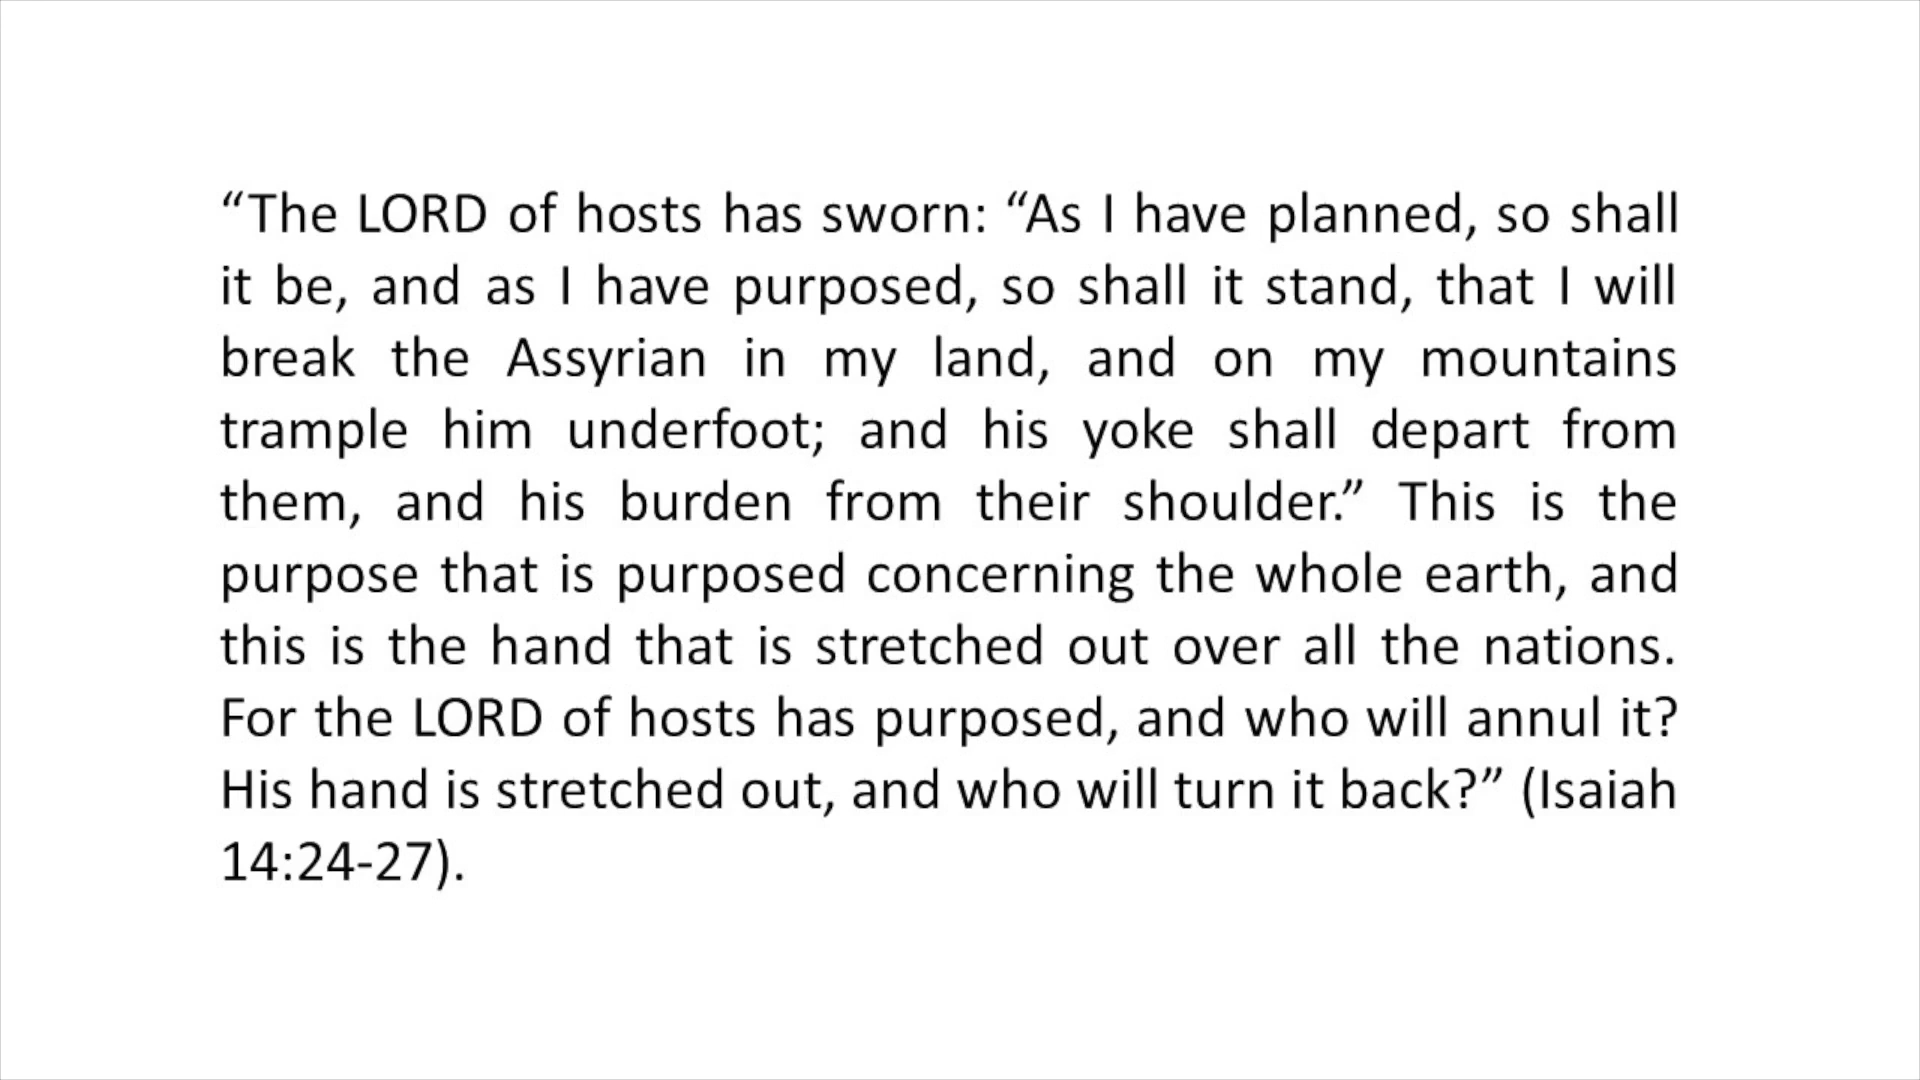 “The LORD of hosts has sworn: “As I have planned, so shall
it be, and as I have purposed, so shall it stand, that I will
break the Assyrian in my land, and on my mountains
trample him underfoot; and his yoke shall depart from
them, and his burden from their shoulder.” This is the
purpose that is purposed concerning the whole earth, and
this is the hand that is stretched out over all the nations.
For the LORD of hosts has purposed, and who will annul it?
His hand is stretched out, and who will turn it back?” (Isaiah
14:24-27).